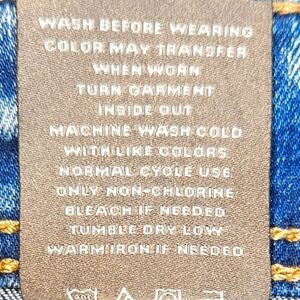 WASH BEFORE WEARING
COLOR MAY TRANSFER
WHEN WORN
TURN GARMENT
INSIDE OUT
MACHINE WASH COLD
WITH LIKE COLORS
NORMAL CYCLE USE
ONLY NON-CHLORINE
BLEACH IF NEEDED
TUMBLE DRY LOW
WARM IRON IF NEEDED